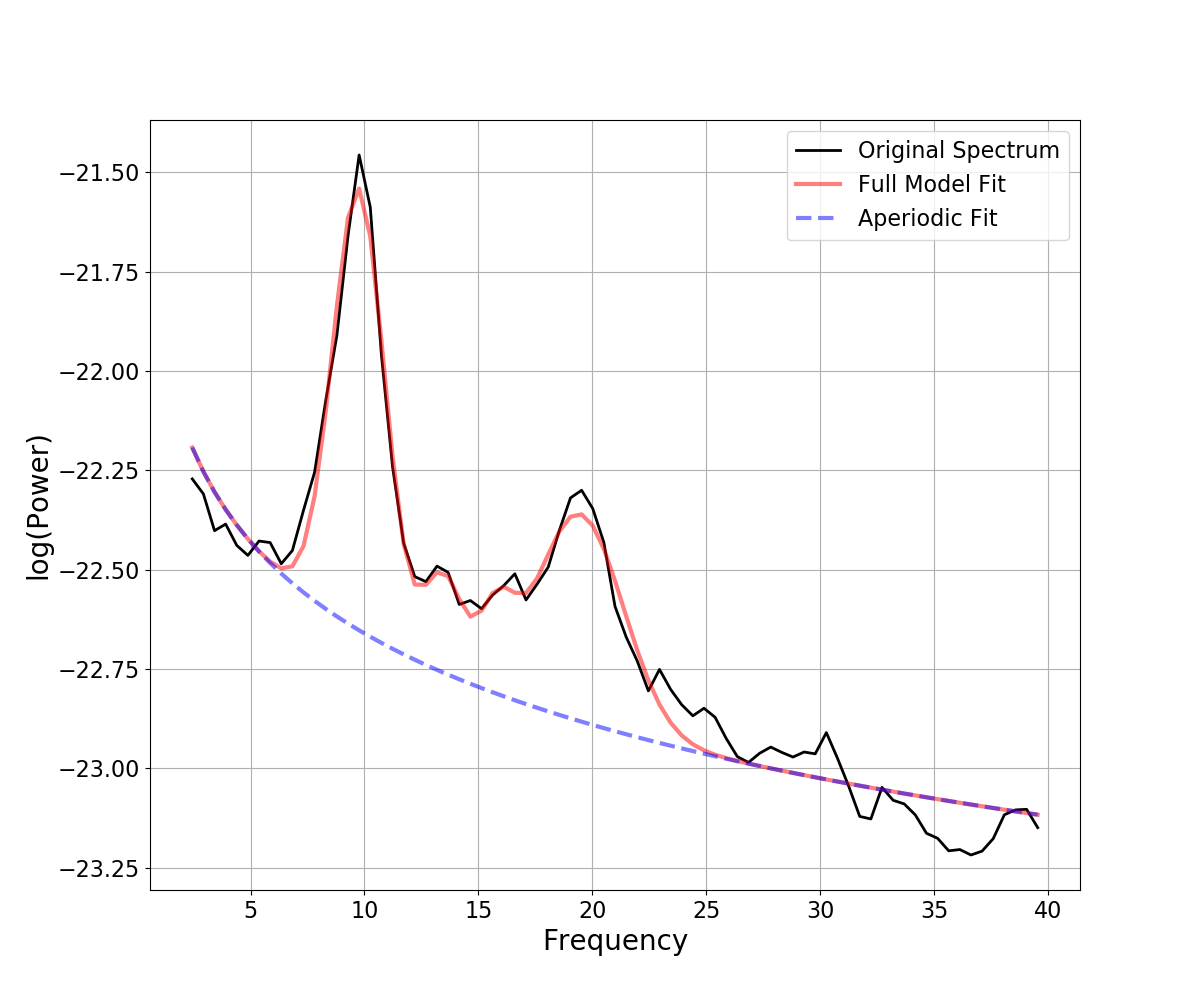 Original Spectrum
Full Model Fit
Aperiodic Fit
−21.50
−21.75
−22.00
−22.25
−22.50
−22.75
−23.00
−23.25
log(Power)
5 10 15 20 25 30 35 40
Frequency